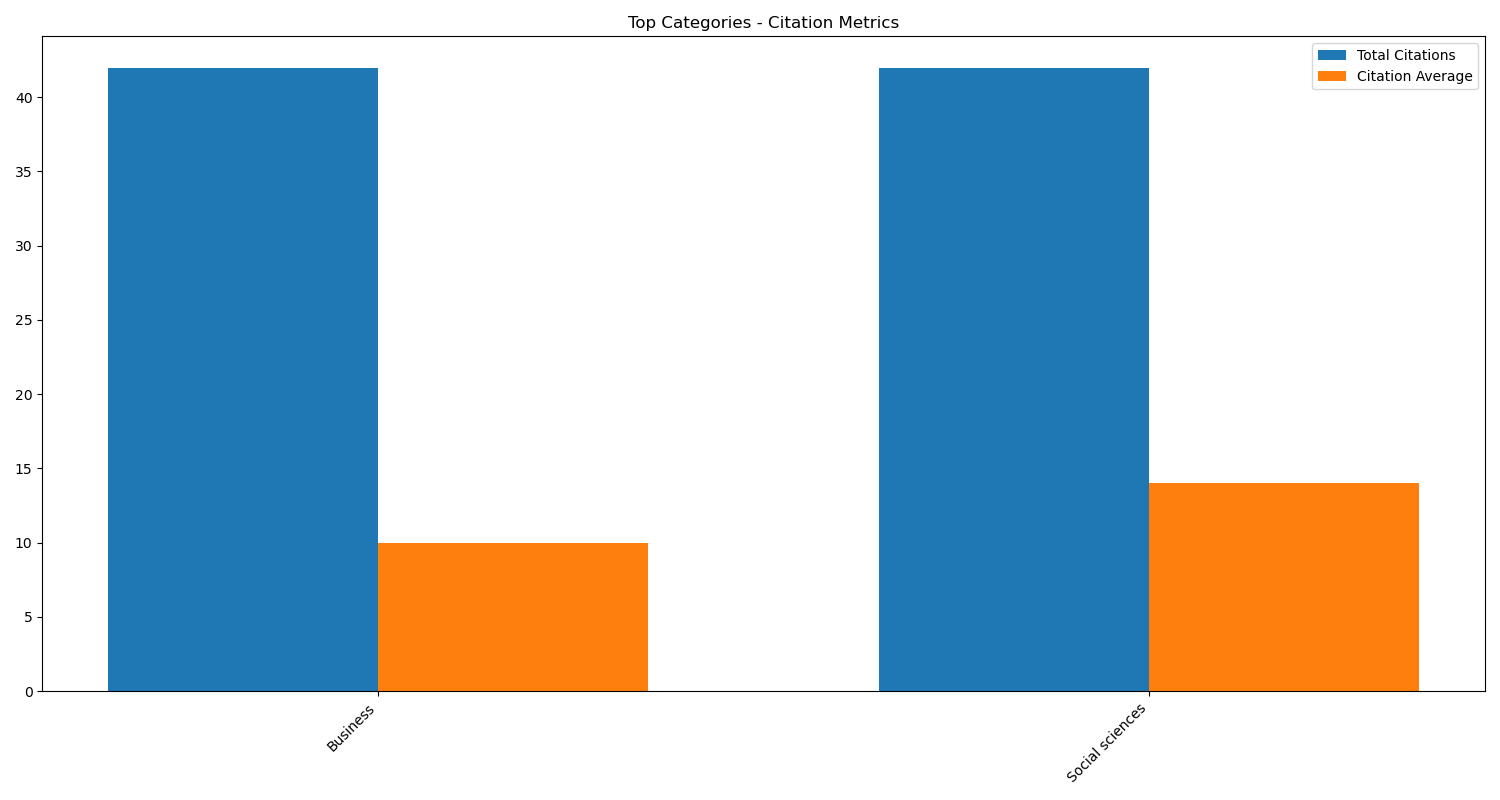 Top Categories - Citation Metrics
Total Citations
Citation Average
40
35
30
25
20
15
10
5
0
Business
Social sciences